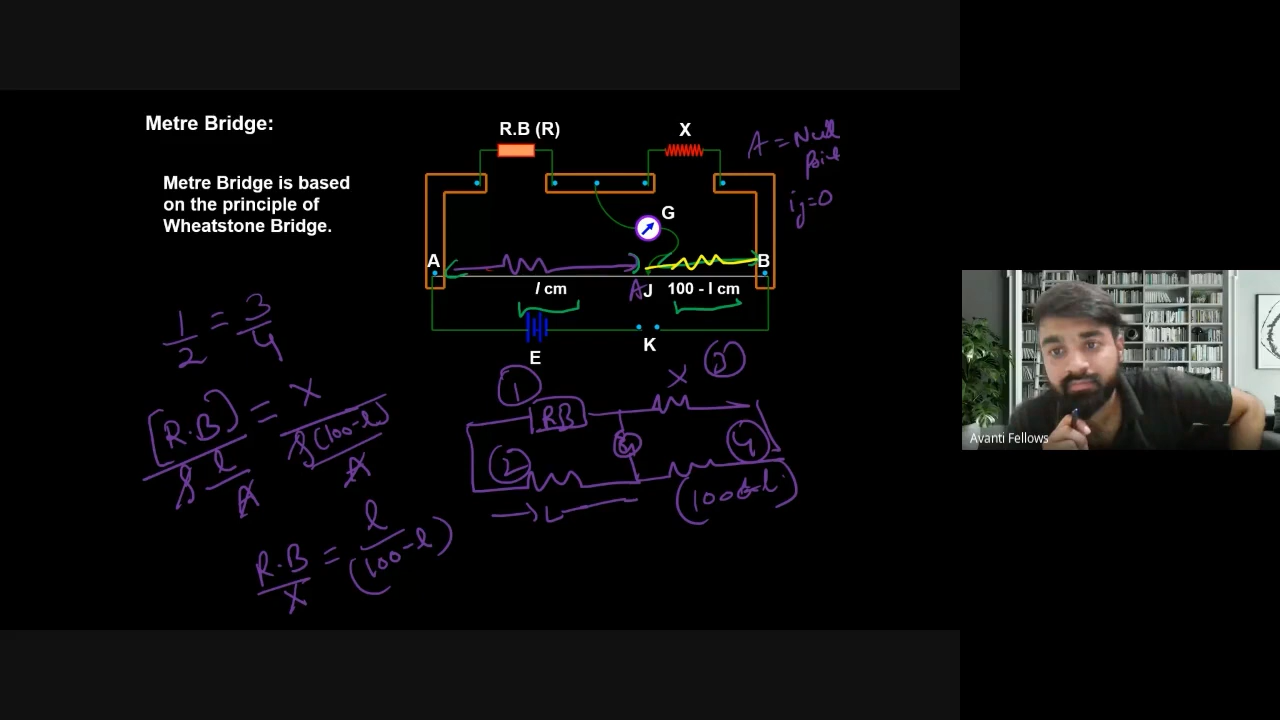 Metre Bridge:
Metre Bridge is based
on the principle of
Wheatstone Bridge.
R.B (R)
X
A = Null
Point
ig=0
G
A
B
l cm
A
J
100 - l cm
E
K
1/2 = 3/4
(R.B)/(ρ l/A) = X/(ρ(100-l)/A)
R.B/X = l/(100-l)
1
RB
X
3
2
4
G
L
Avanti Fellows